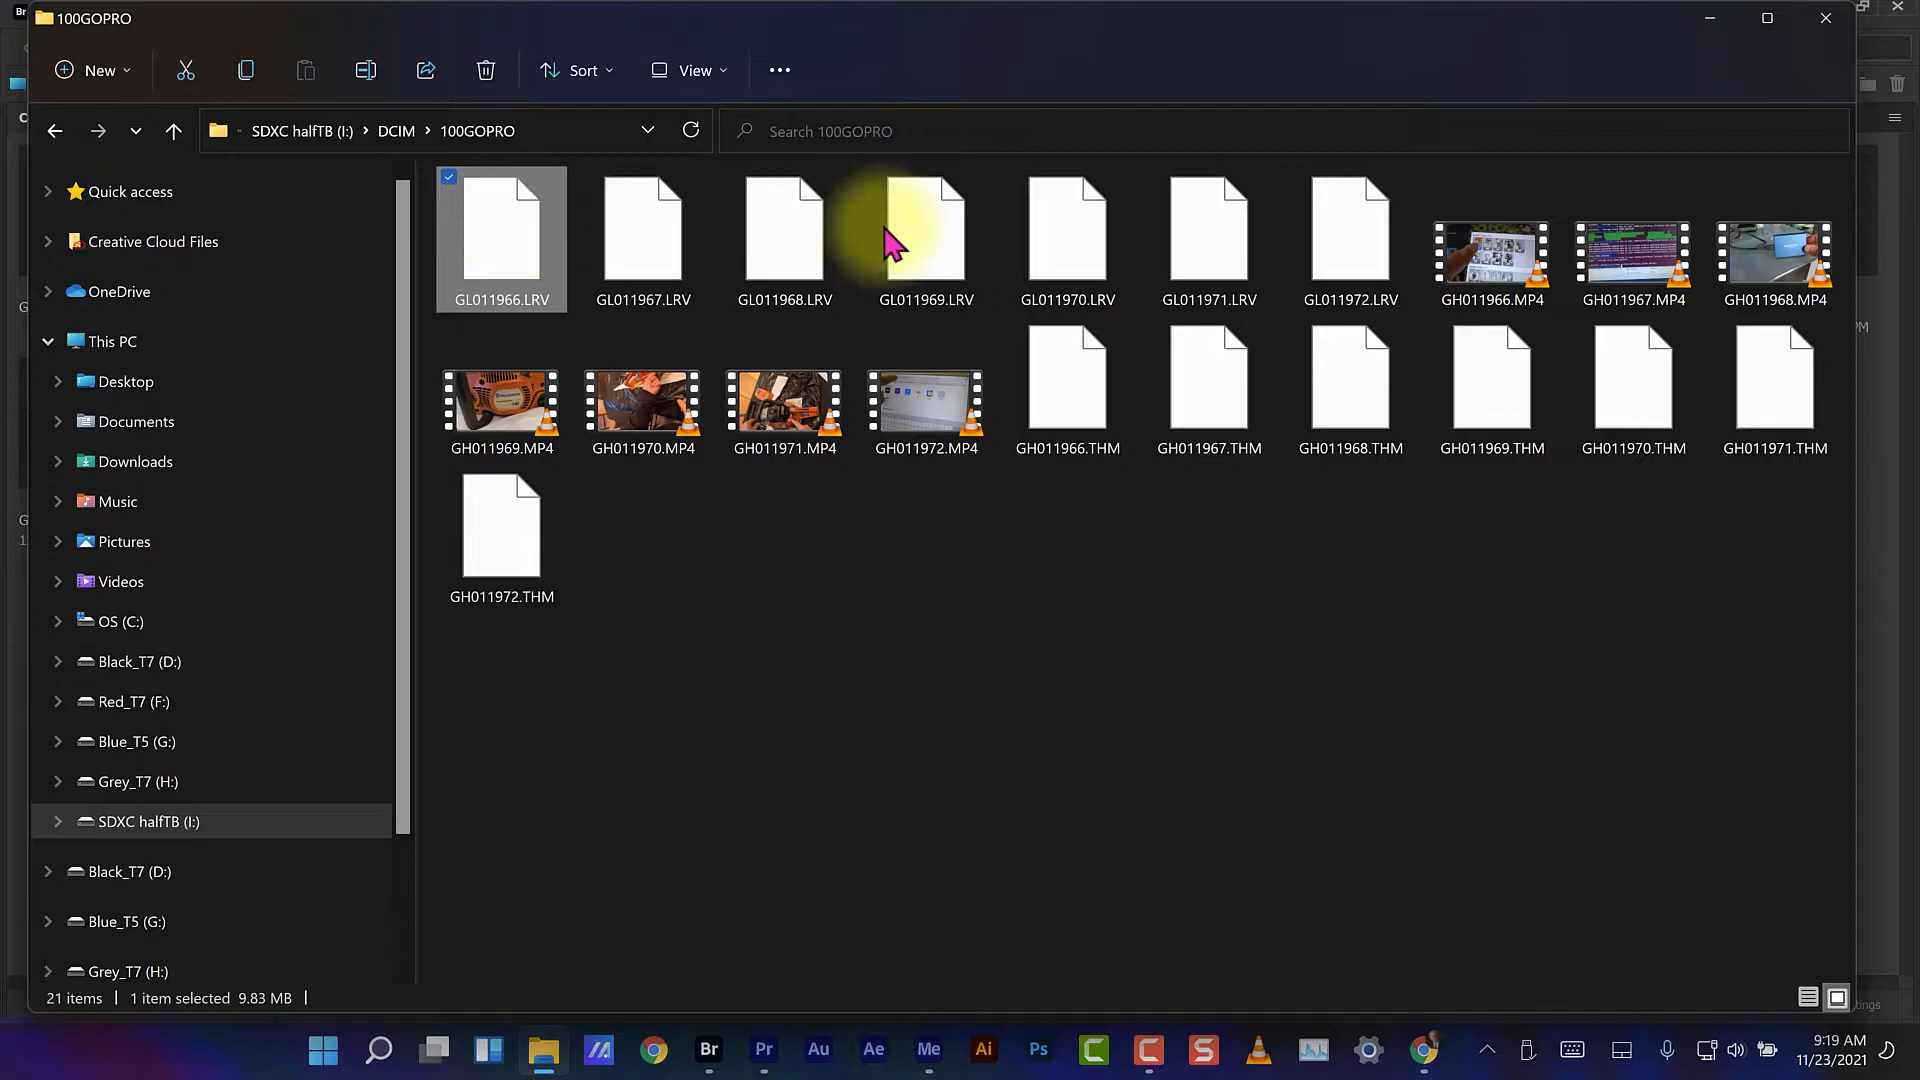 Br
100GOPRO
New
Sort
View
SDXC halfTB (I:) > DCIM > 100GOPRO
Search 100GOPRO
Quick access
Creative Cloud Files
OneDrive
This PC
Desktop
Documents
Downloads
Music
Pictures
Videos
OS (C:)
Black_T7 (D:)
Red_T7 (F:)
Blue_T5 (G:)
Grey_T7 (H:)
SDXC halfTB (I:)
Black_T7 (D:)
Blue_T5 (G:)
Grey_T7 (H:)
GL011966.LRV GL011967.LRV GL011968.LRV GL011969.LRV GL011970.LRV GL011971.LRV GL011972.LRV GH011966.MP4 GH011967.MP4 GH011968.MP4
GH011969.MP4 GH011970.MP4 GH011971.MP4 GH011972.MP4 GH011966.THM GH011967.THM GH011968.THM GH011969.THM GH011970.THM GH011971.THM
GH011972.THM
21 items 1 item selected 9.83 MB
Br Pr Au Ae Me Ai Ps C C S
9:19 AM
11/23/2021